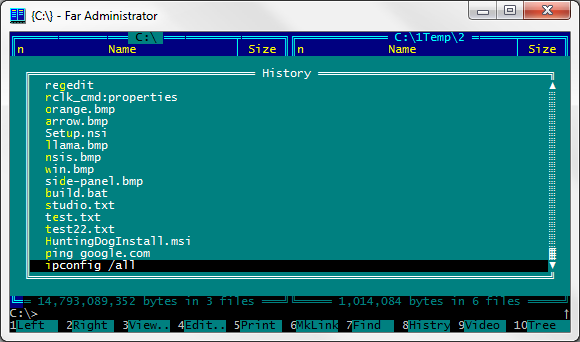 {C:\} - Far Administrator
C:\ C:\1Temp\2
n Name Size n Name Size
History
regedit
rclk_cmd:properties
orange.bmp
arrow.bmp
Setup.nsi
llama.bmp
nsis.bmp
win.bmp
side-panel.bmp
build.bat
studio.txt
test.txt
test22.txt
HuntingDogInstall.msi
ping google.com
ipconfig /all
14,793,089,352 bytes in 3 files 1,014,084 bytes in 6 files
C:\>
1Left 2Right 3View.. 4Edit.. 5Print 6MkLink 7Find 8Histry 9Video 10Tree